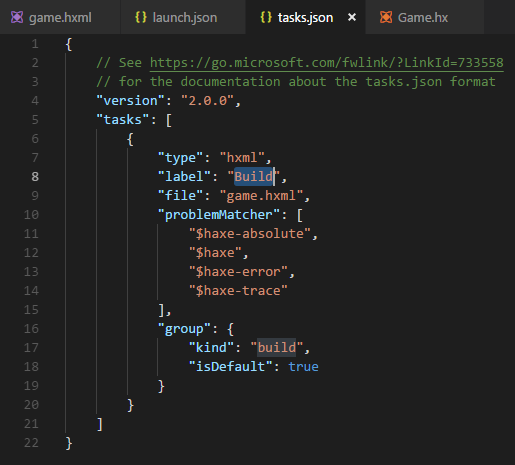 game.hxml {} launch.json {} tasks.json × Game.hx
1 {
2 // See https://go.microsoft.com/fwlink/?LinkId=733558
3 // for the documentation about the tasks.json format
4 "version": "2.0.0",
5 "tasks": [
6 {
7 "type": "hxml",
8 "label": "Build",
9 "file": "game.hxml",
10 "problemMatcher": [
11 "$haxe-absolute",
12 "$haxe",
13 "$haxe-error",
14 "$haxe-trace"
15 ],
16 "group": {
17 "kind": "build",
18 "isDefault": true
19 }
20 }
21 ]
22 }